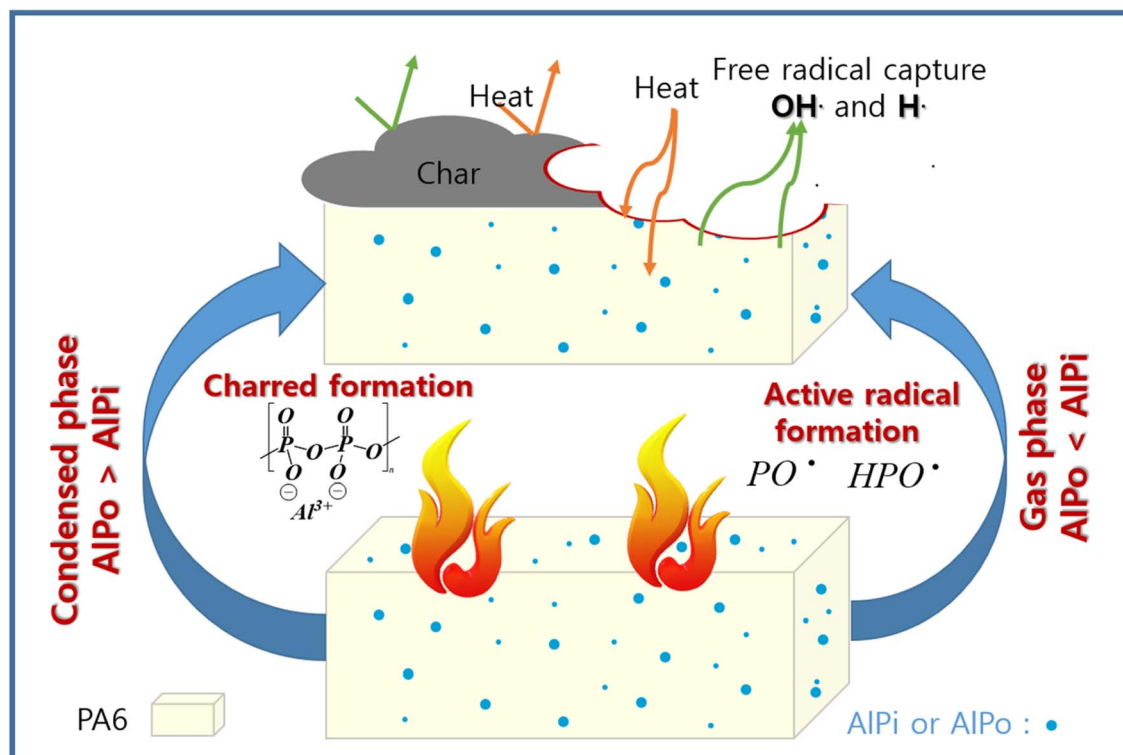 Free radical capture
OH· and H·
Heat
Heat
Char
Condensed phase
AlPo > AlPi
Charred formation
O O
P O P
O O O n
⊖ ⊖
Al³⁺
Active radical
formation
PO• HPO•
Gas phase
AlPo < AlPi
PA6
AlPi or AlPo :